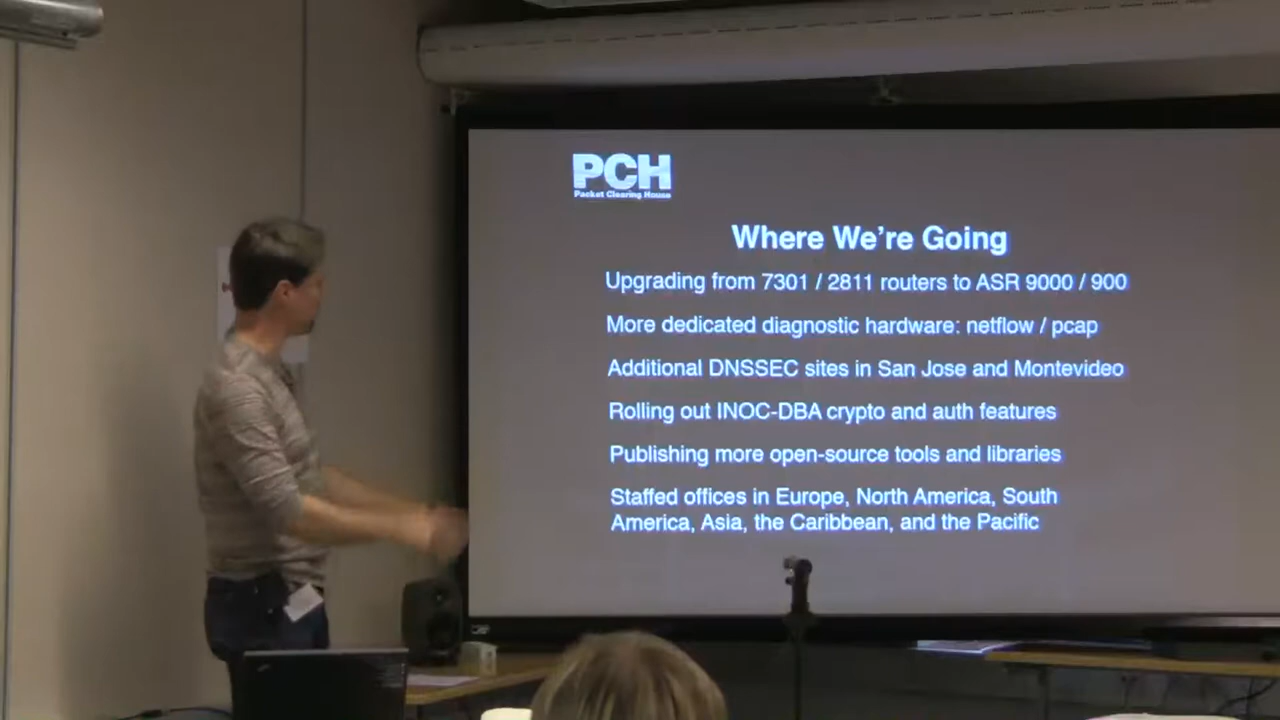 PCH
Packet Clearing House
Where We're Going
Upgrading from 7301 / 2811 routers to ASR 9000 / 900
More dedicated diagnostic hardware: netflow / pcap
Additional DNSSEC sites in San Jose and Montevideo
Rolling out INOC-DBA crypto and auth features
Publishing more open-source tools and libraries
Staffed offices in Europe, North America, South
America, Asia, the Caribbean, and the Pacific